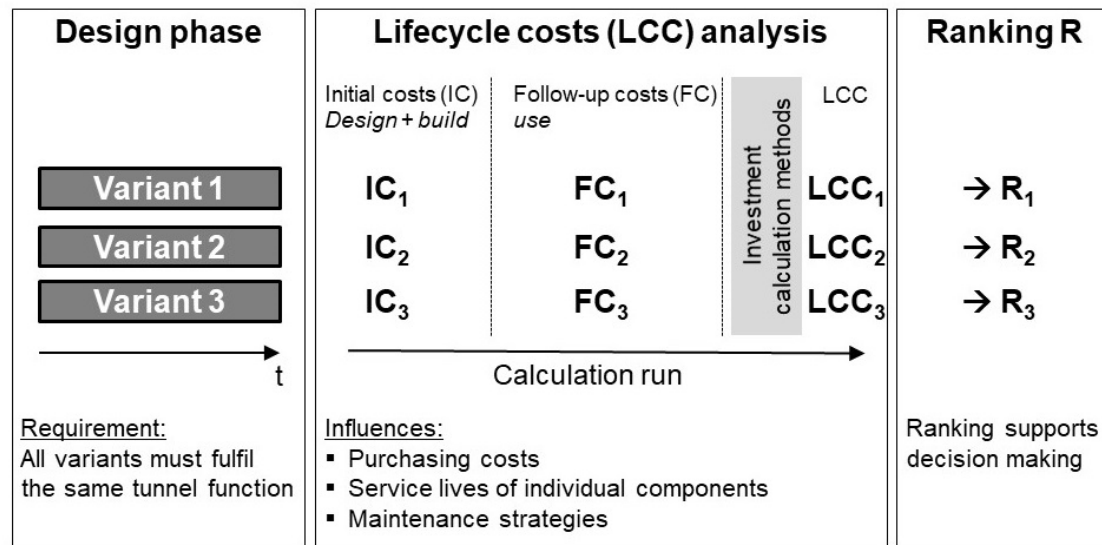 Design phase
Variant 1
Variant 2
Variant 3
t
Requirement:
All variants must fulfil
the same tunnel function
Lifecycle costs (LCC) analysis
Initial costs (IC)
Design + build
Follow-up costs (FC)
use
Investment
calculation methods
LCC
IC₁ FC₁ LCC₁
IC₂ FC₂ LCC₂
IC₃ FC₃ LCC₃
Calculation run
Influences:
▪ Purchasing costs
▪ Service lives of individual components
▪ Maintenance strategies
Ranking R
→ R₁
→ R₂
→ R₃
Ranking supports
decision making